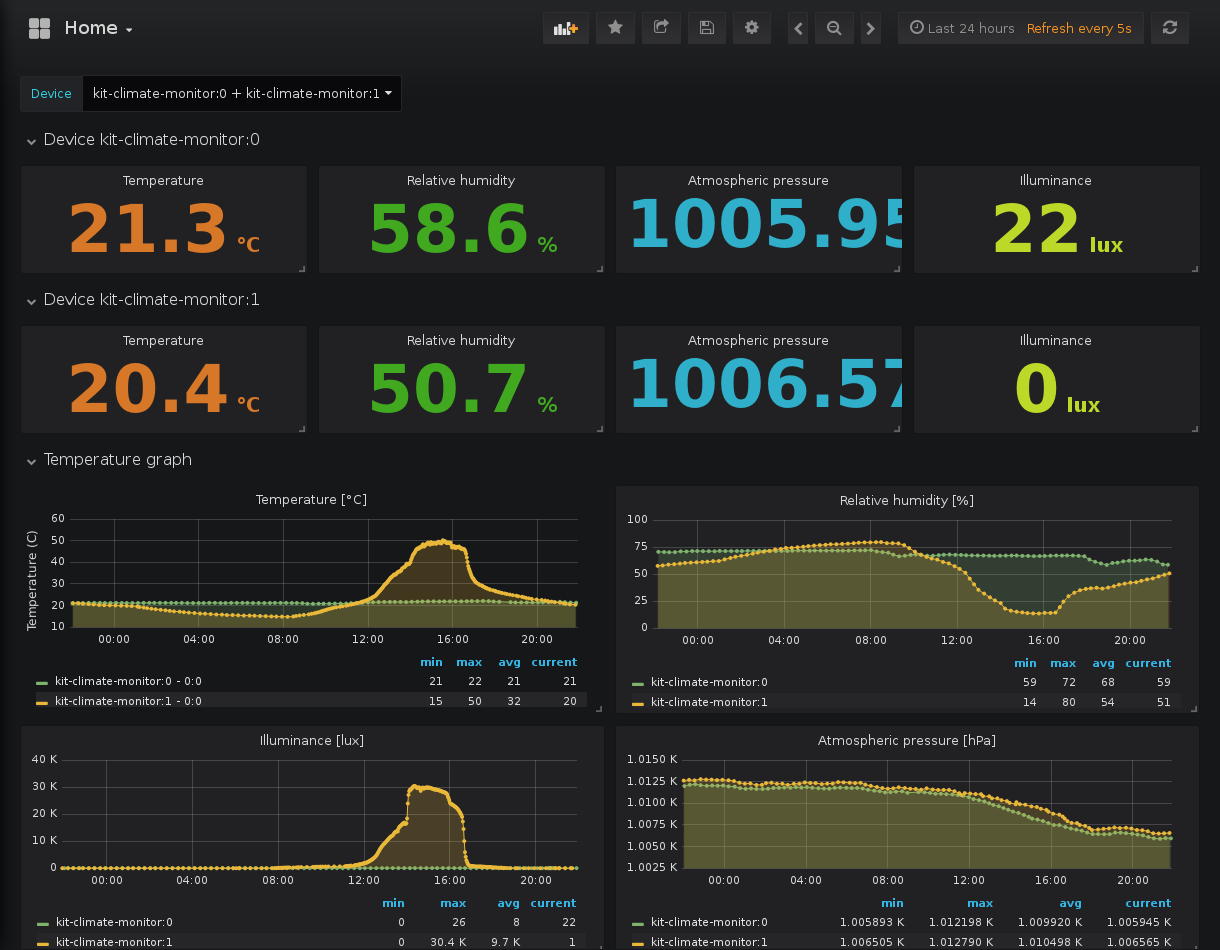 Home
Last 24 hours Refresh every 5s
Device kit-climate-monitor:0 + kit-climate-monitor:1
Device kit-climate-monitor:0
Temperature Relative humidity Atmospheric pressure Illuminance
21.3 °C 58.6 % 1005.95 22 lux
Device kit-climate-monitor:1
Temperature Relative humidity Atmospheric pressure Illuminance
20.4 °C 50.7 % 1006.57 0 lux
Temperature graph
Temperature [°C]
Temperature (C)
60
50
40
30
20
10
00:00 04:00 08:00 12:00 16:00 20:00
min max avg current
kit-climate-monitor:0 - 0:0 21 22 21 21
kit-climate-monitor:1 - 0:0 15 50 32 20
Relative humidity [%]
100
75
50
25
0
00:00 04:00 08:00 12:00 16:00 20:00
min max avg current
kit-climate-monitor:0 59 72 68 59
kit-climate-monitor:1 14 80 54 51
Illuminance [lux]
40 K
30 K
20 K
10 K
0
00:00 04:00 08:00 12:00 16:00 20:00
min max avg current
kit-climate-monitor:0 0 26 8 22
kit-climate-monitor:1 0 30.4 K 9.7 K 1
Atmospheric pressure [hPa]
1.0150 K
1.0125 K
1.0100 K
1.0075 K
1.0050 K
1.0025 K
00:00 04:00 08:00 12:00 16:00 20:00
min max avg current
kit-climate-monitor:0 1.005893 K 1.012198 K 1.009920 K 1.005945 K
kit-climate-monitor:1 1.006505 K 1.012790 K 1.010498 K 1.006565 K